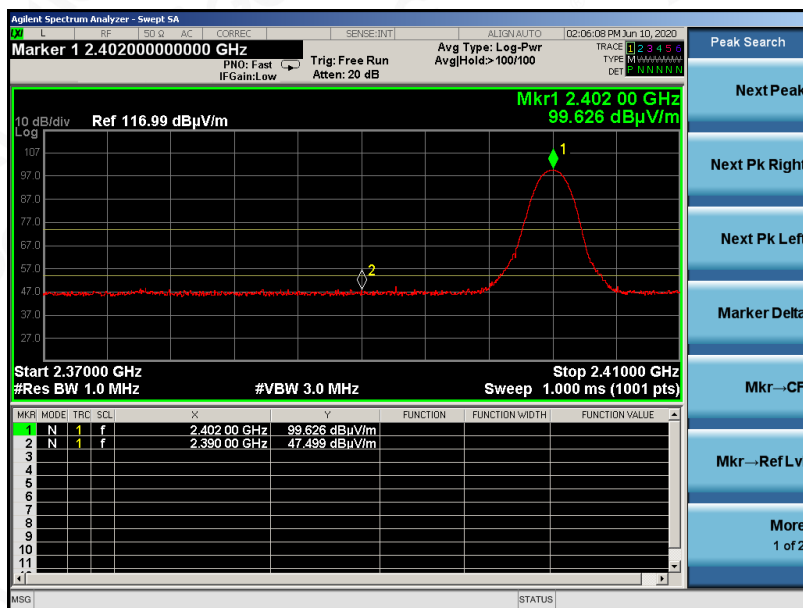 Agilent Spectrum Analyzer - Swept SA
LXI L RF 50 Ω AC CORREC SENSE:INT ALIGN AUTO 02:06:08 PM Jun 10, 2020
Marker 1 2.402000000000 GHz
PNO: Fast
IFGain:Low
Trig: Free Run
Atten: 20 dB
Avg Type: Log-Pwr
Avg|Hold:>100/100
TRACE 1 2 3 4 5 6
TYPE M
DET P N N N N N
Mkr1 2.402 00 GHz
99.626 dBµV/m
10 dB/div Ref 116.99 dBµV/m
Log
107
97.0
87.0
77.0
67.0
57.0
47.0
37.0
27.0
1
2
Start 2.37000 GHz Stop 2.41000 GHz
#Res BW 1.0 MHz #VBW 3.0 MHz Sweep 1.000 ms (1001 pts)
MKR MODE TRC SCL X Y FUNCTION FUNCTION WIDTH FUNCTION VALUE
1 N 1 f 2.402 00 GHz 99.626 dBµV/m
2 N 1 f 2.390 00 GHz 47.499 dBµV/m
3
4
5
6
7
8
9
10
11
MSG STATUS
Peak Search
Next Peak
Next Pk Right
Next Pk Left
Marker Delta
Mkr→CF
Mkr→Ref Lv
More
1 of 2